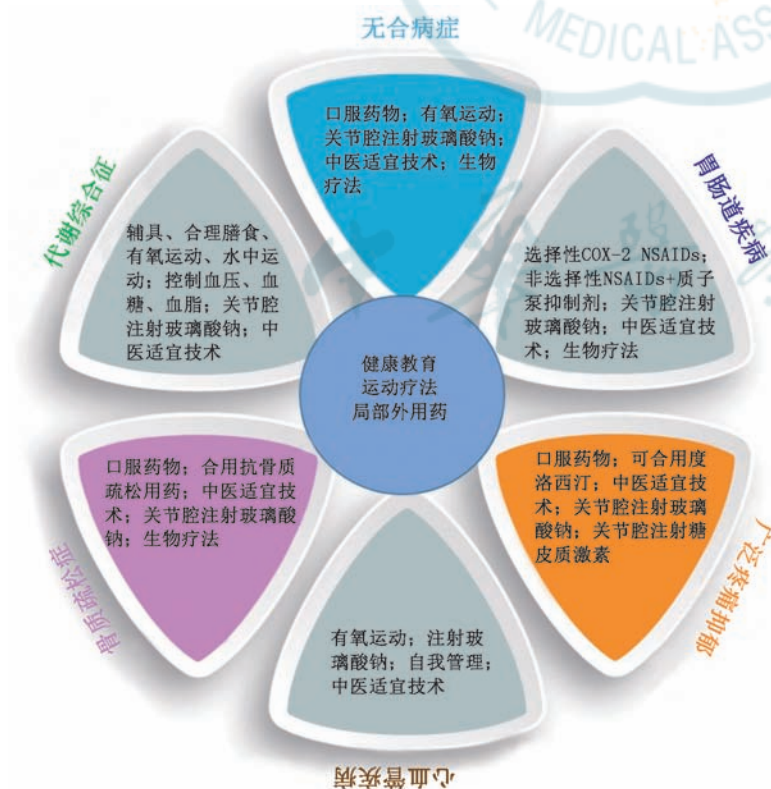 MEDICAL ASS
无合病症
口服药物；有氧运动；
关节腔注射玻璃酸钠；
中医适宜技术；生物
疗法
胃肠道疾病
选择性COX-2 NSAIDs；
非选择性NSAIDs+质子
泵抑制剂；关节腔注射
玻璃酸钠；中医适宜技
术；生物疗法
广泛疼痛抑郁
口服药物；可合用度
洛西汀；中医适宜技
术；关节腔注射玻璃
酸钠；关节腔注射糖
皮质激素
心血管疾病
有氧运动；注射玻
璃酸钠；自我管理；
中医适宜技术
骨质疏松症
口服药物；合用抗骨质
疏松用药；中医适宜技
术；关节腔注射玻璃酸
钠；生物疗法
代谢综合征
辅具、合理膳食、
有氧运动、水中运
动；控制血压、血
糖、血脂；关节腔
注射玻璃酸钠；中
医适宜技术
健康教育
运动疗法
局部外用药